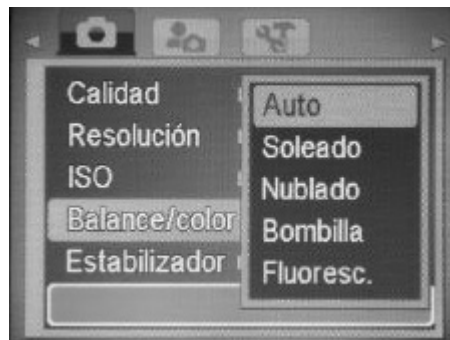 Calidad
Resolución
ISO
Balance/color
Estabilizador
Auto
Soleado
Nublado
Bombilla
Fluoresc.